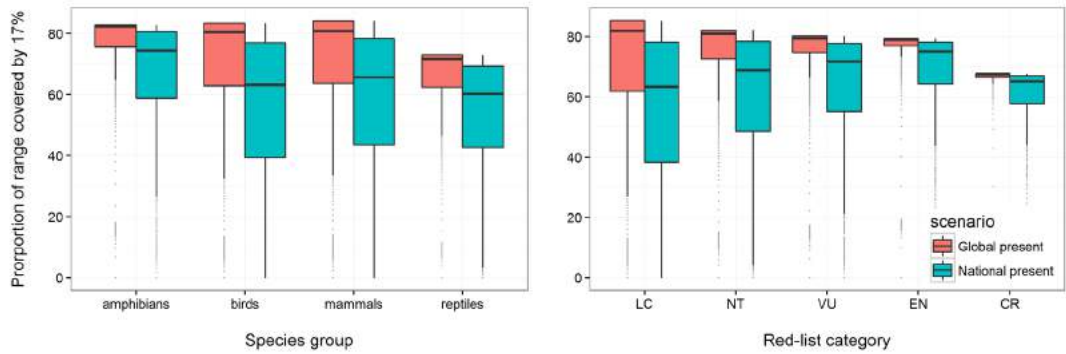 Prorportion of range covered by 17%
80
60
40
20
0
amphibians birds mammals reptiles
Species group
80
60
40
20
0
LC NT VU EN CR
Red-list category
scenario
Global present
National present